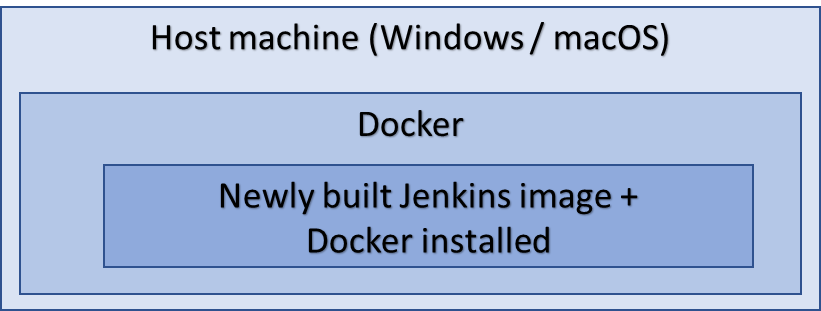 Host machine (Windows / macOS)
Docker
Newly built Jenkins image +
Docker installed